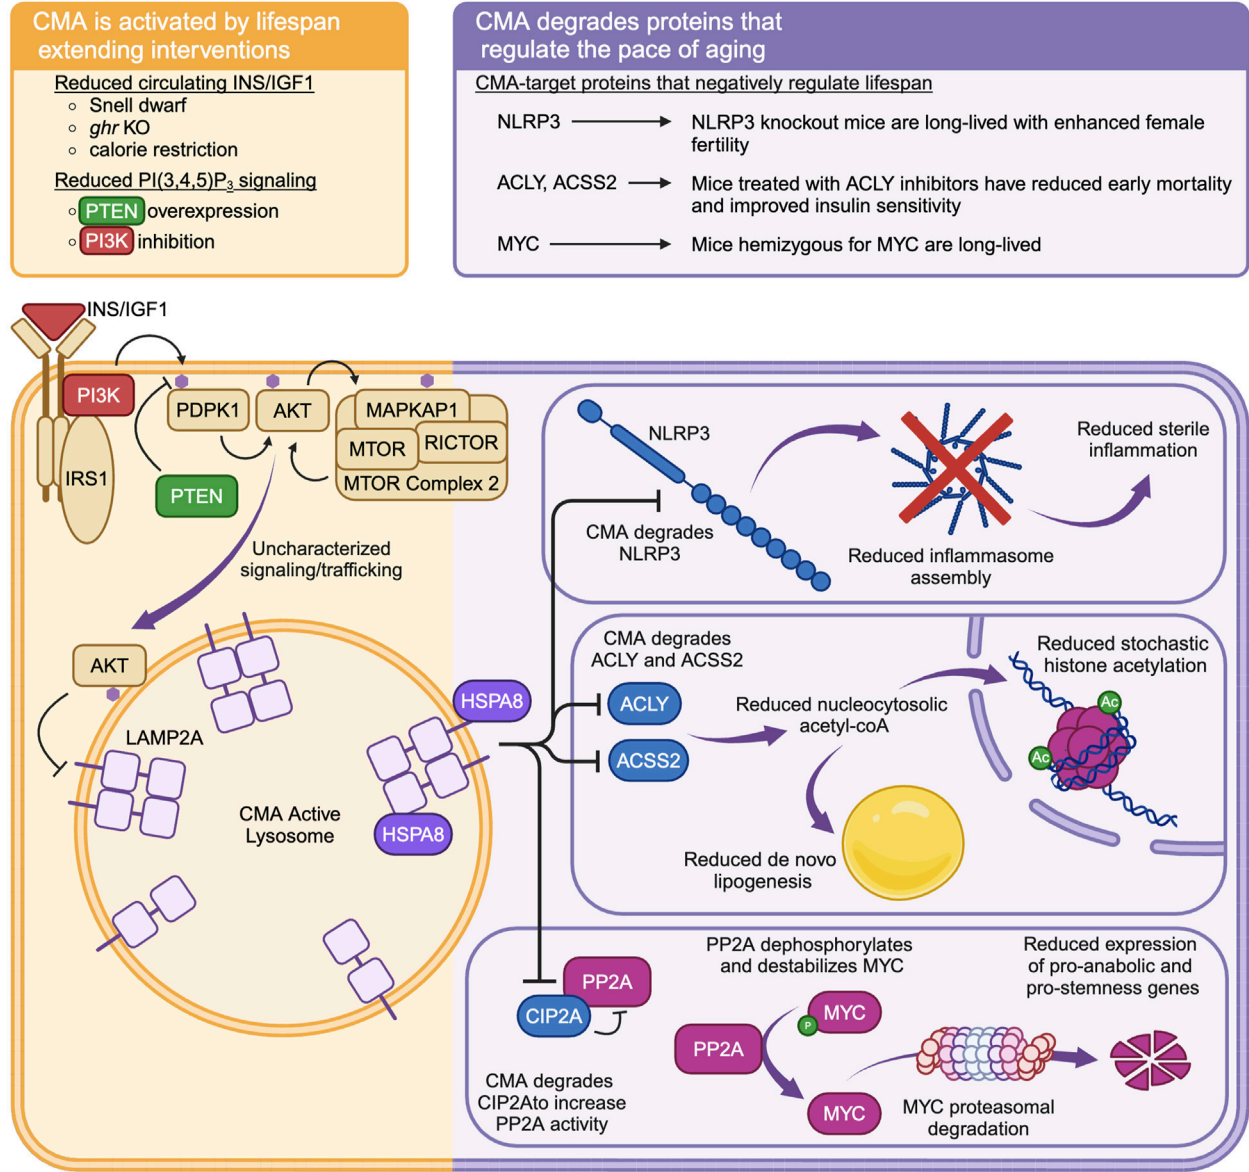 CMA is activated by lifespan
extending interventions
Reduced circulating INS/IGF1
Snell dwarf
ghr KO
calorie restriction
Reduced PI(3,4,5)P3 signaling
PTEN overexpression
PI3K inhibition
CMA degrades proteins that
regulate the pace of aging
CMA-target proteins that negatively regulate lifespan
NLRP3
NLRP3 knockout mice are long-lived with enhanced female
fertility
ACLY, ACSS2
Mice treated with ACLY inhibitors have reduced early mortality
and improved insulin sensitivity
MYC
Mice hemizygous for MYC are long-lived
INS/IGF1
PI3K
IRS1
PDPK1
AKT
PTEN
MAPKAP1
MTOR
RICTOR
MTOR Complex 2
Uncharacterized
signaling/trafficking
AKT
LAMP2A
HSPA8
HSPA8
CMA Active
Lysosome
NLRP3
CMA degrades
NLRP3
Reduced inflammasome
assembly
Reduced sterile
inflammation
CMA degrades
ACLY and ACSS2
ACLY
ACSS2
Reduced nucleocytosolic
acetyl-coA
Reduced stochastic
histone acetylation
Ac
Ac
Reduced de novo
lipogenesis
PP2A
CIP2A
CMA degrades
CIP2Ato increase
PP2A activity
PP2A dephosphorylates
and destabilizes MYC
MYC
P
PP2A
MYC
MYC proteasomal
degradation
Reduced expression
of pro-anabolic and
pro-stemness genes